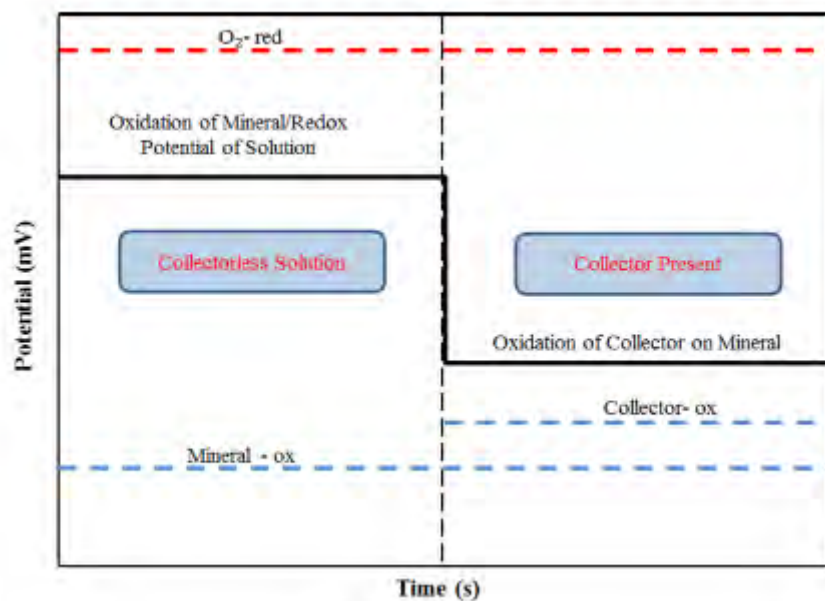 O₂- red
Oxidation of Mineral/Redox
Potential of Solution
Collectorless Solution
Collector Present
Oxidation of Collector on Mineral
Collector- ox
Mineral - ox
Potential (mV)
Time (s)